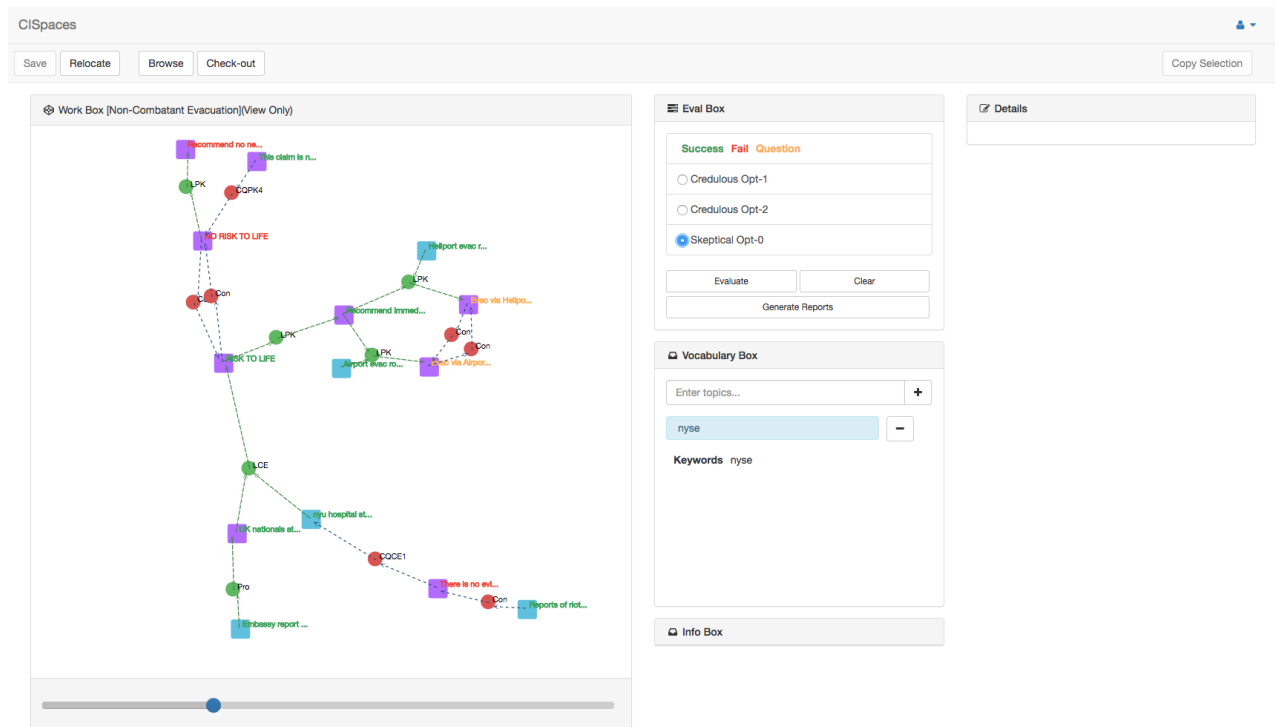 CISpaces
Save Relocate Browse Check-out Copy Selection
Work Box [Non-Combatant Evacuation](View Only)
Recommend no ne...
This claim is n...
LPK
CQPK4
NO RISK TO LIFE
Heliport evac r...
LPK
Con
Evac via Helipo...
Recommend immed...
LPK
Con
Con
LPK
RISK TO LIFE
Airport evac ro...
Evac via Airpor...
LCE
nyu hospital st...
UK nationals at...
CQCE1
Pro
There is no evi...
Con
Reports of riot...
Embassy report ...
Eval Box
Success Fail Question
Credulous Opt-1
Credulous Opt-2
Skeptical Opt-0
Evaluate Clear
Generate Reports
Vocabulary Box
Enter topics... +
nyse −
Keywords nyse
Info Box
Details